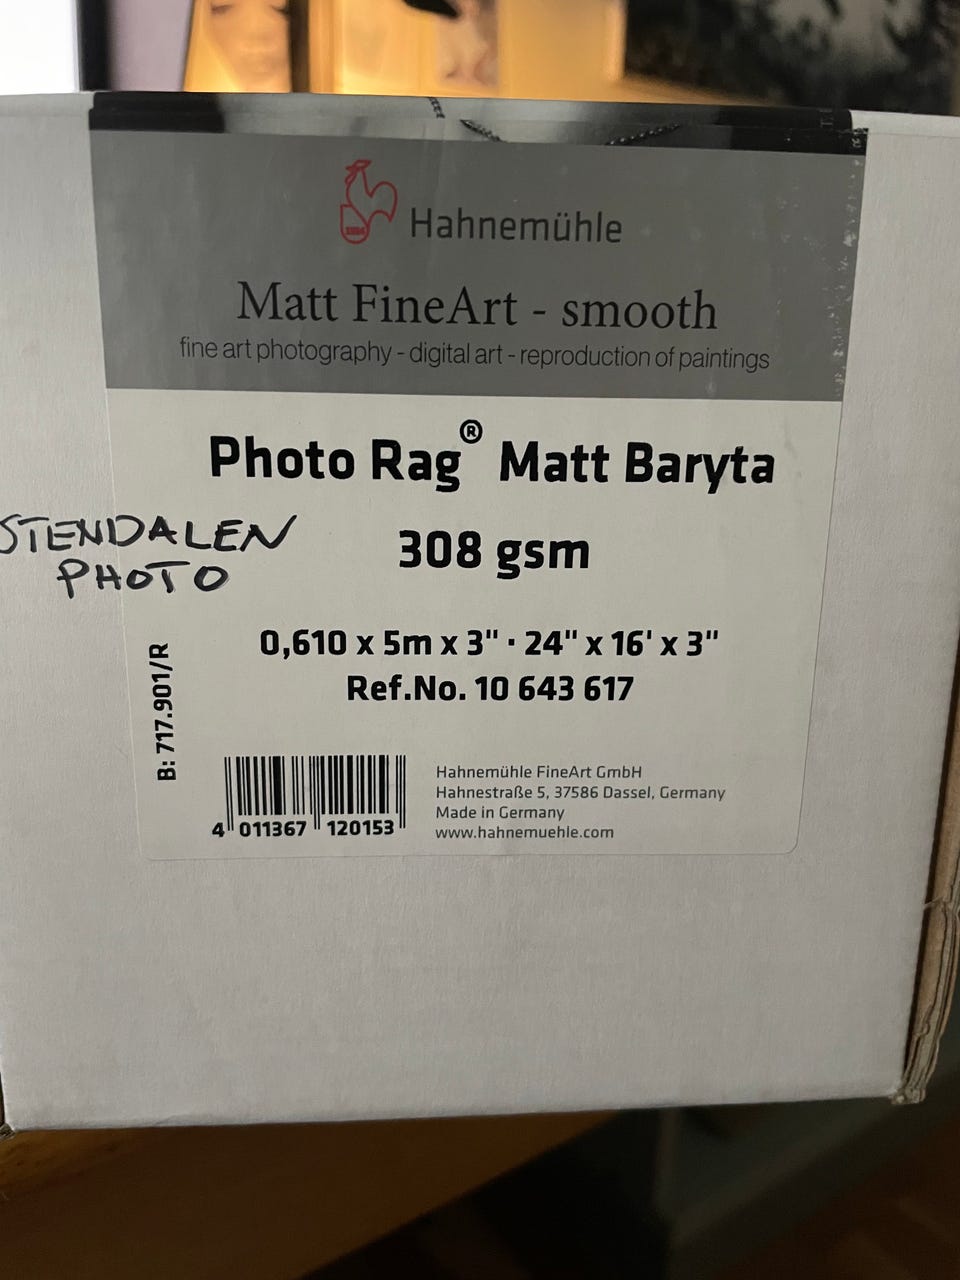 1584
Hahnemühle
Matt FineArt - smooth
fine art photography - digital art - reproduction of paintings
Photo Rag® Matt Baryta
308 gsm
STENDALEN
PHOTO
0,610 x 5m x 3" · 24" x 16' x 3"
Ref.No. 10 643 617
B: 717.901/R
4 011367 120153
Hahnemühle FineArt GmbH
Hahnestraße 5, 37586 Dassel, Germany
Made in Germany
www.hahnemuehle.com